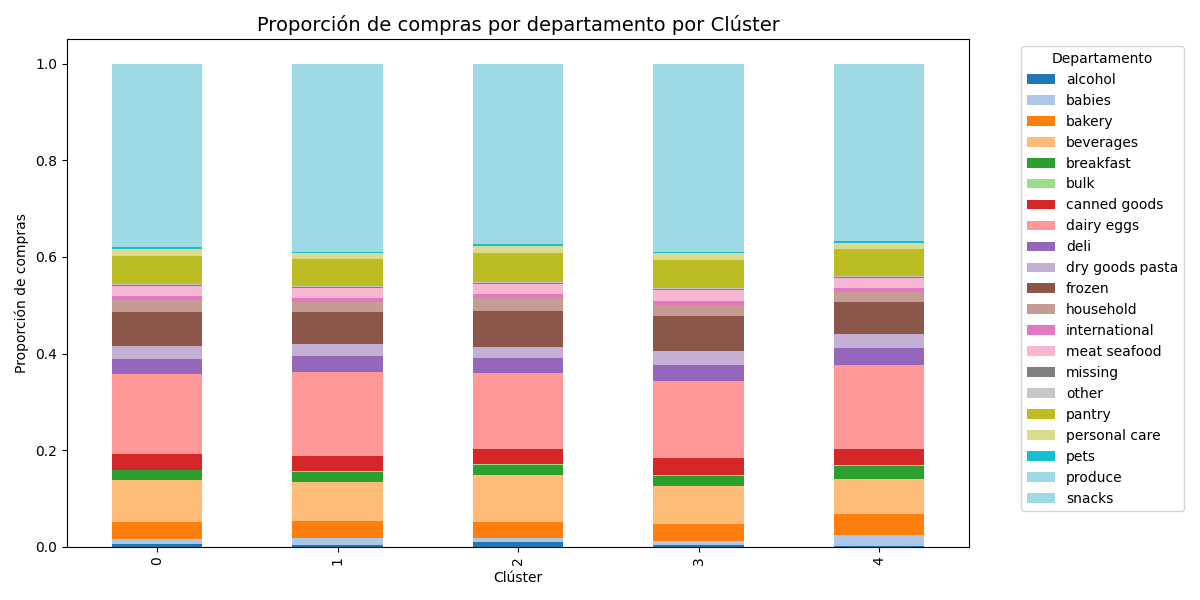 Proporción de compras por departamento por Clúster
Proporción de compras
1.0
0.8
0.6
0.4
0.2
0.0
0
1
2
3
4
Clúster
Departamento
alcohol
babies
bakery
beverages
breakfast
bulk
canned goods
dairy eggs
deli
dry goods pasta
frozen
household
international
meat seafood
missing
other
pantry
personal care
pets
produce
snacks